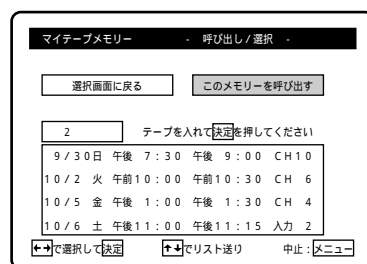 マイテープメモリー - 呼び出し/選択 -
選択画面に戻る このメモリーを呼び出す
2 テープを入れて決定を押してください
9/30日 午後 7:30 午後 9:00 CH10
10/2 火 午前10:00 午前10:30 CH 6
10/5 金 午後 1:00 午後 1:30 CH 4
10/6 土 午後11:00 午後11:15 入力 2
←→で選択して決定 ↑↓でリスト送り 中止:メニュー